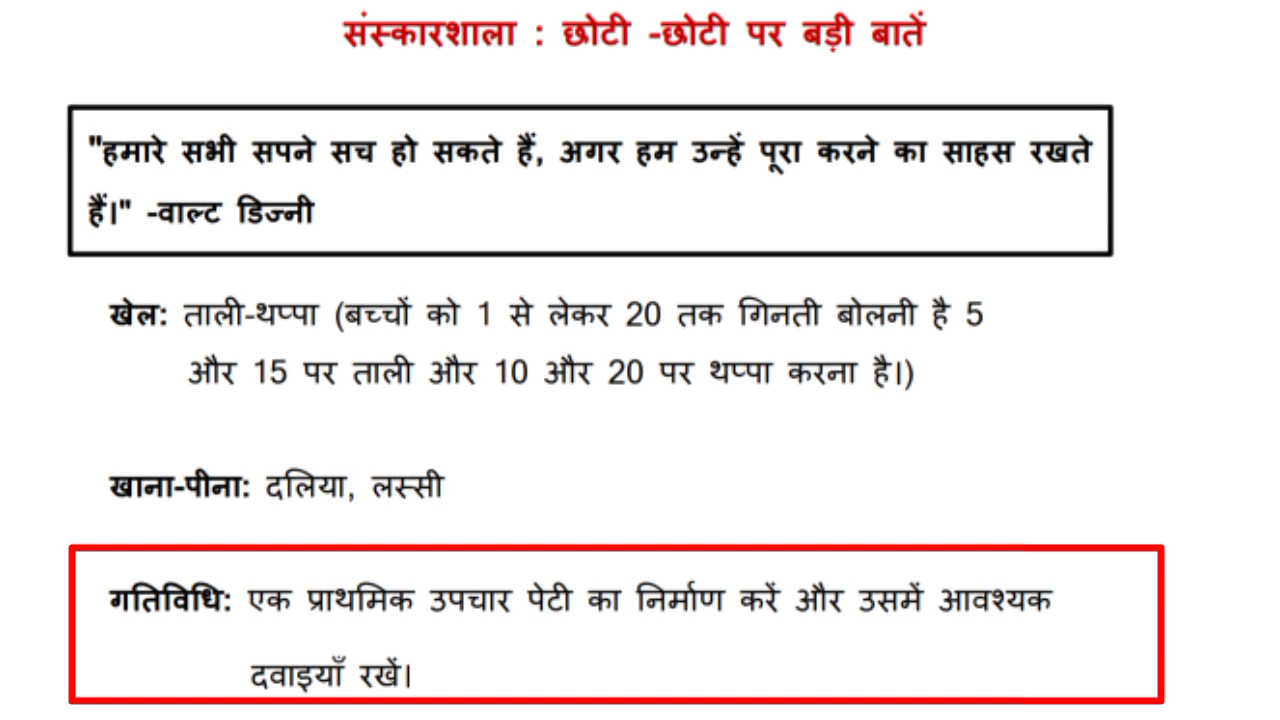 संस्कारशाला : छोटी -छोटी पर बड़ी बातें
"हमारे सभी सपने सच हो सकते हैं, अगर हम उन्हें पूरा करने का साहस रखते
हैं।" -वाल्ट डिज्नी
खेल: ताली-थप्पा (बच्चों को 1 से लेकर 20 तक गिनती बोलनी है 5
और 15 पर ताली और 10 और 20 पर थप्पा करना है।)
खाना-पीना: दलिया, लस्सी
गतिविधि: एक प्राथमिक उपचार पेटी का निर्माण करें और उसमें आवश्यक
दवाइयाँ रखें।